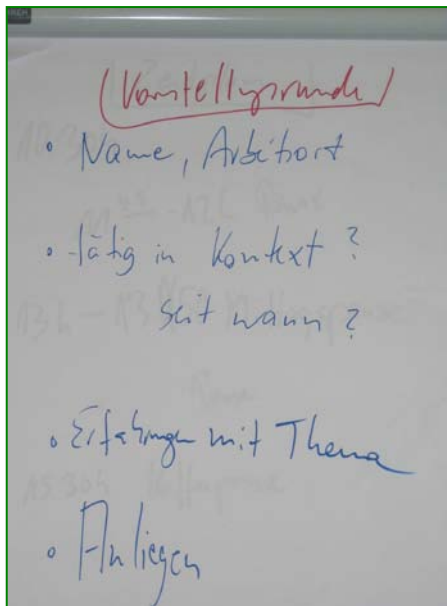 (Vorstellungsrunde)
• Name, Arbeitsort
• tätig in Kontext?
seit wann?
• Erfahrungen mit Thema
• Anliegen